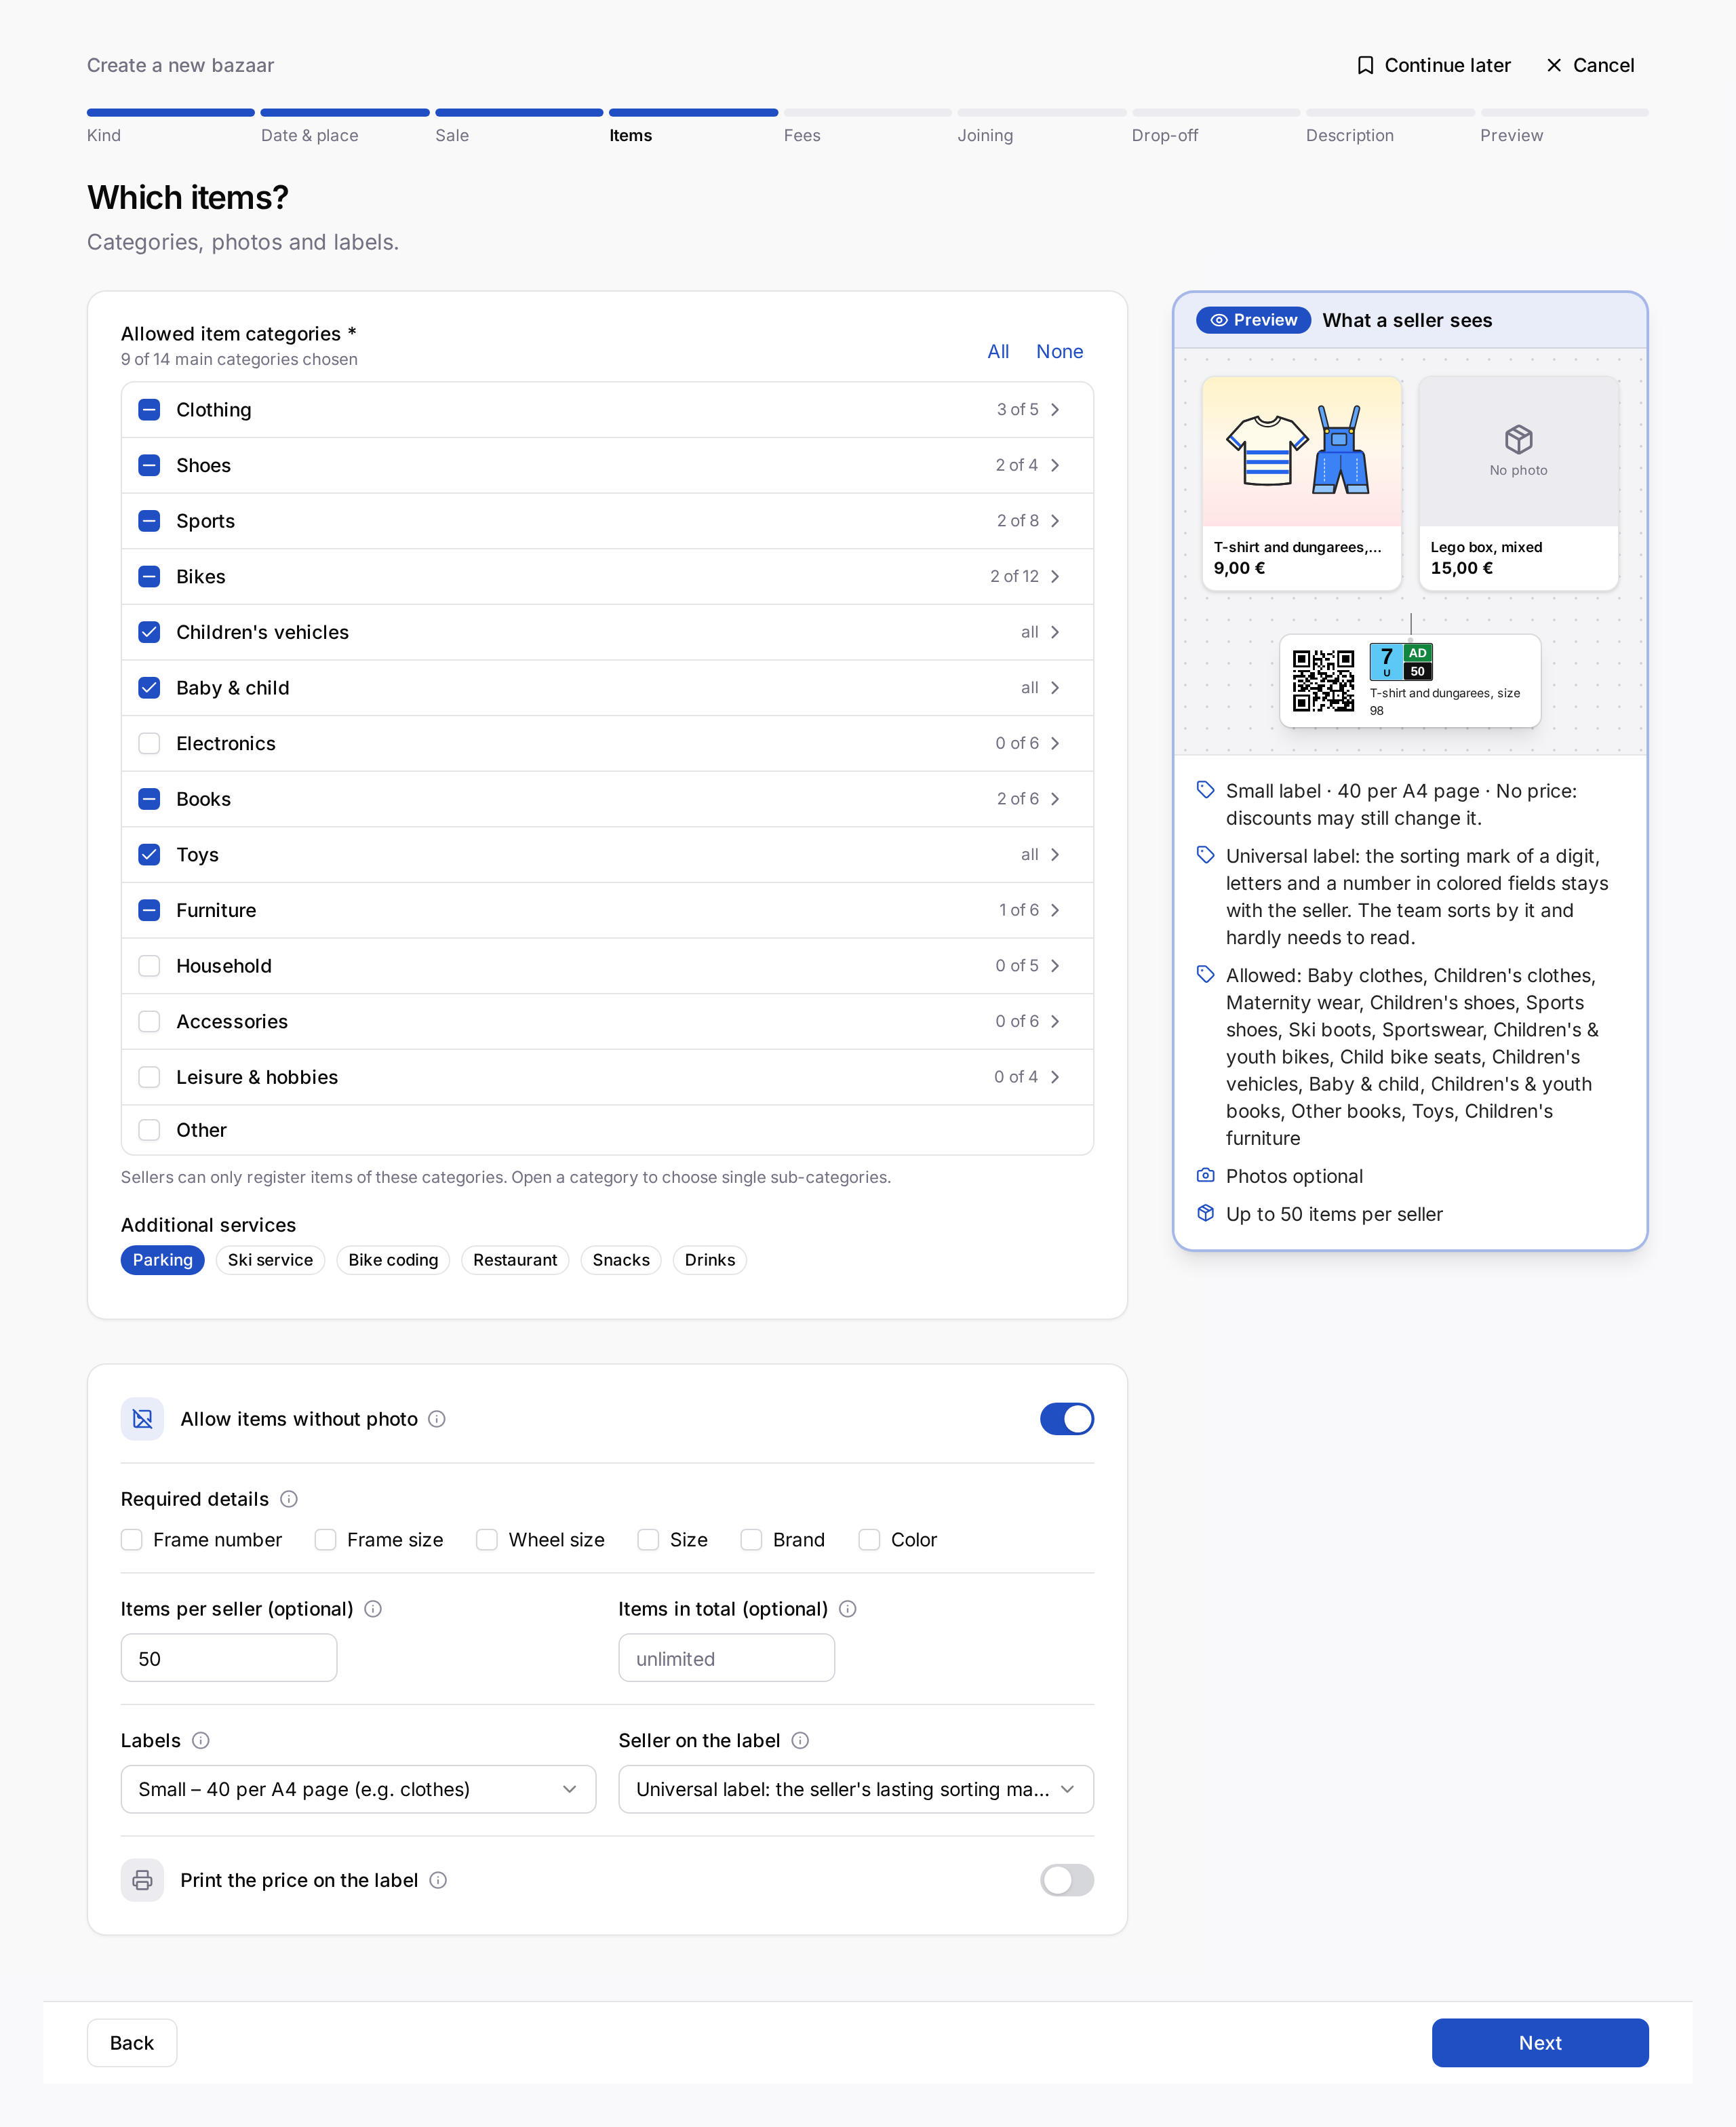 Create a new bazaar
Continue later
Cancel
Kind
Date & place
Sale
Items
Fees
Joining
Drop-off
Description
Preview
Which items?
Categories, photos and labels.
Allowed item categories *
9 of 14 main categories chosen
All
None
Clothing
3 of 5
Shoes
2 of 4
Sports
2 of 8
Bikes
2 of 12
Children's vehicles
all
Baby & child
all
Electronics
0 of 6
Books
2 of 6
Toys
all
Furniture
1 of 6
Household
0 of 5
Accessories
0 of 6
Leisure & hobbies
0 of 4
Other
Sellers can only register items of these categories. Open a category to choose single sub-categories.
Additional services
Parking
Ski service
Bike coding
Restaurant
Snacks
Drinks
Preview
What a seller sees
No photo
T-shirt and dungarees,...
9,00 €
Lego box, mixed
15,00 €
7
U
AD
50
T-shirt and dungarees, size
98
Small label · 40 per A4 page · No price:
discounts may still change it.
Universal label: the sorting mark of a digit,
letters and a number in colored fields stays
with the seller. The team sorts by it and
hardly needs to read.
Allowed: Baby clothes, Children's clothes,
Maternity wear, Children's shoes, Sports
shoes, Ski boots, Sportswear, Children's &
youth bikes, Child bike seats, Children's
vehicles, Baby & child, Children's & youth
books, Other books, Toys, Children's
furniture
Photos optional
Up to 50 items per seller
Allow items without photo
Required details
Frame number
Frame size
Wheel size
Size
Brand
Color
Items per seller (optional)
50
Items in total (optional)
unlimited
Labels
Small – 40 per A4 page (e.g. clothes)
Seller on the label
Universal label: the seller's lasting sorting ma...
Print the price on the label
Back
Next